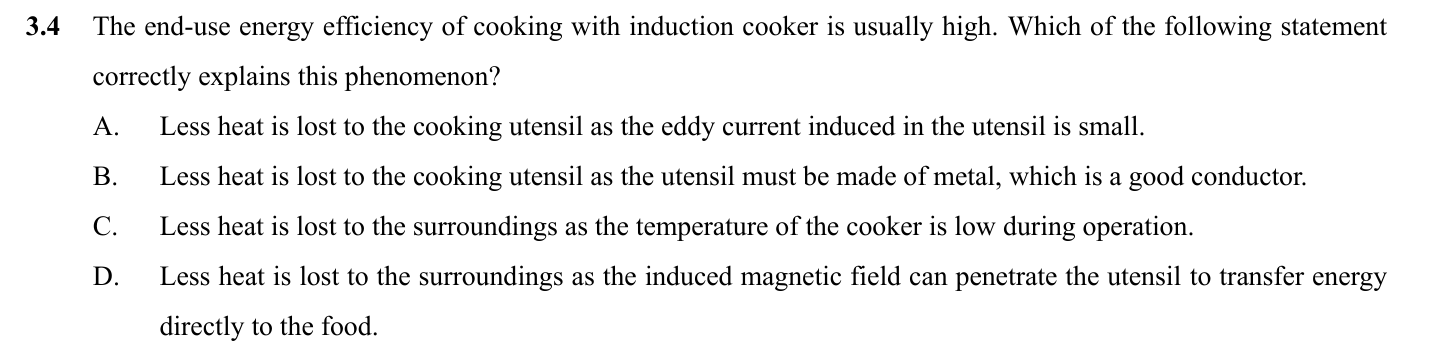 3.4 The end-use energy efficiency of cooking with induction cooker is usually high. Which of the following statement
correctly explains this phenomenon?
A. Less heat is lost to the cooking utensil as the eddy current induced in the utensil is small.
B. Less heat is lost to the cooking utensil as the utensil must be made of metal, which is a good conductor.
C. Less heat is lost to the surroundings as the temperature of the cooker is low during operation.
D. Less heat is lost to the surroundings as the induced magnetic field can penetrate the utensil to transfer energy
directly to the food.